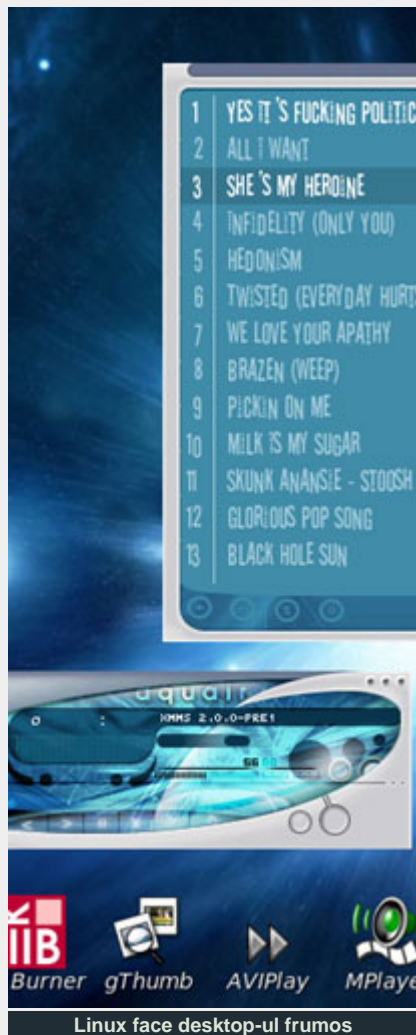 1 YES IT'S FUCKING POLITIC
2 ALL I WANT
3 SHE'S MY HEROINE
4 INFIDELITY (ONLY YOU)
5 HEDONISM
6 TWISTED (EVERYDAY HURTS
7 WE LOVE YOUR APATHY
8 BRAZEN (WEEP)
9 PICKIN ON ME
10 MILK IS MY SUGAR
11 SKUNK ANANSIE - STOOSH
12 GLORIOUS POP SONG
13 BLACK HOLE SUN
aquair
XMMS 2.0.0-PRE1
K
IIB
Burner gThumb AVIPlay MPlaye
Linux face desktop-ul frumos